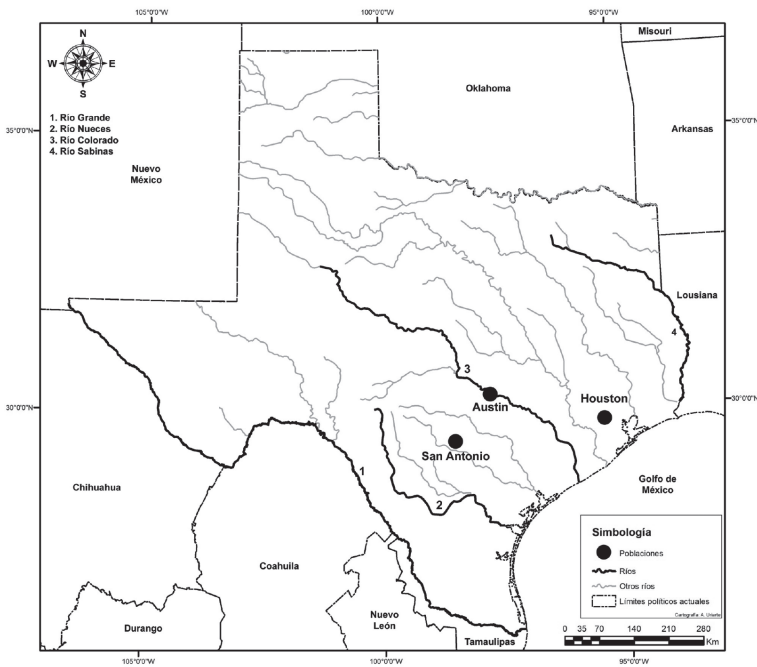 105°0'0"W
100°0'0"W
95°0'0"W
N
W
E
S
1. Río Grande
2. Río Nueces
3. Río Colorado
4. Río Sabinas
Misouri
Oklahoma
35°0'0"N
35°0'0"N
Arkansas
Nuevo
México
Lousiana
4
3
Austin
Houston
30°0'0"N
30°0'0"N
San Antonio
1
2
Chihuahua
Golfo de
México
Coahuila
Durango
Nuevo
León
Tamaulipas
Simbología
Poblaciones
Ríos
Otros ríos
Límites políticos actuales
Cartografía: A. Uriarte
0 35 70 140 210 280
Km
105°0'0"W
100°0'0"W
95°0'0"W